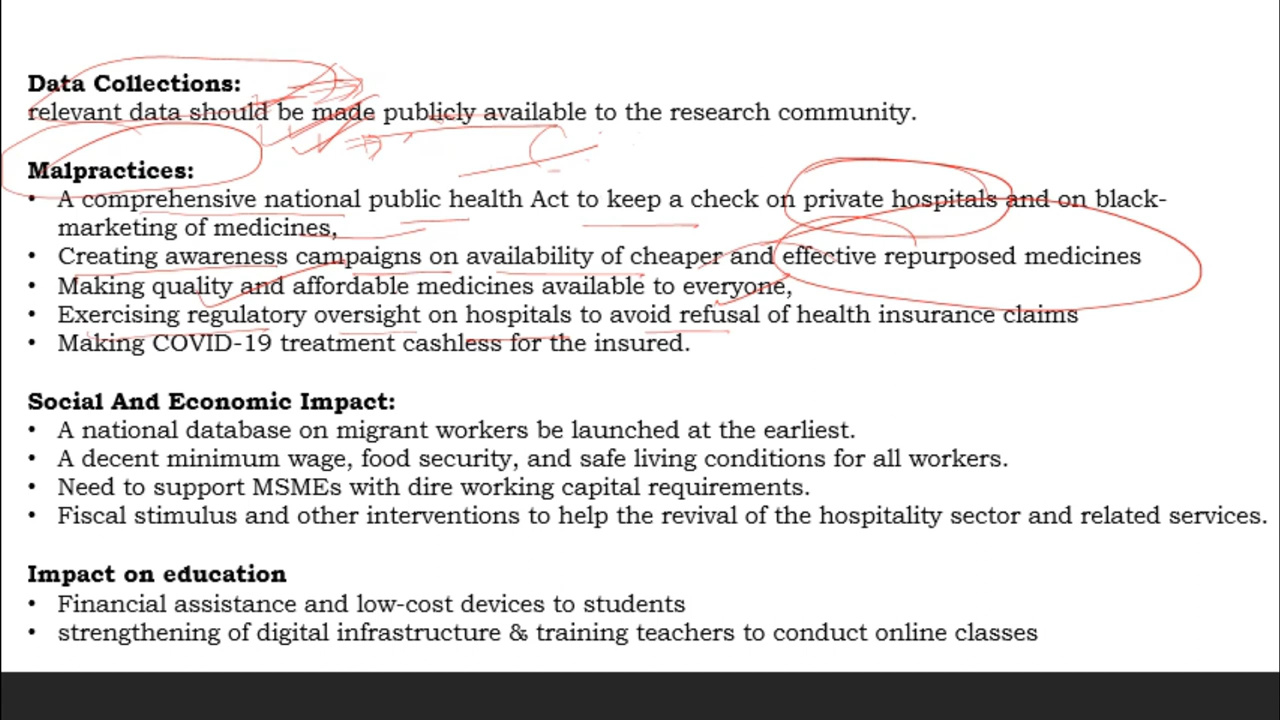 Data Collections:
relevant data should be made publicly available to the research community.
Malpractices:
• A comprehensive national public health Act to keep a check on private hospitals and on black-
marketing of medicines,
• Creating awareness campaigns on availability of cheaper and effective repurposed medicines
• Making quality and affordable medicines available to everyone,
• Exercising regulatory oversight on hospitals to avoid refusal of health insurance claims
• Making COVID-19 treatment cashless for the insured.
Social And Economic Impact:
• A national database on migrant workers be launched at the earliest.
• A decent minimum wage, food security, and safe living conditions for all workers.
• Need to support MSMEs with dire working capital requirements.
• Fiscal stimulus and other interventions to help the revival of the hospitality sector and related services.
Impact on education
• Financial assistance and low-cost devices to students
• strengthening of digital infrastructure & training teachers to conduct online classes